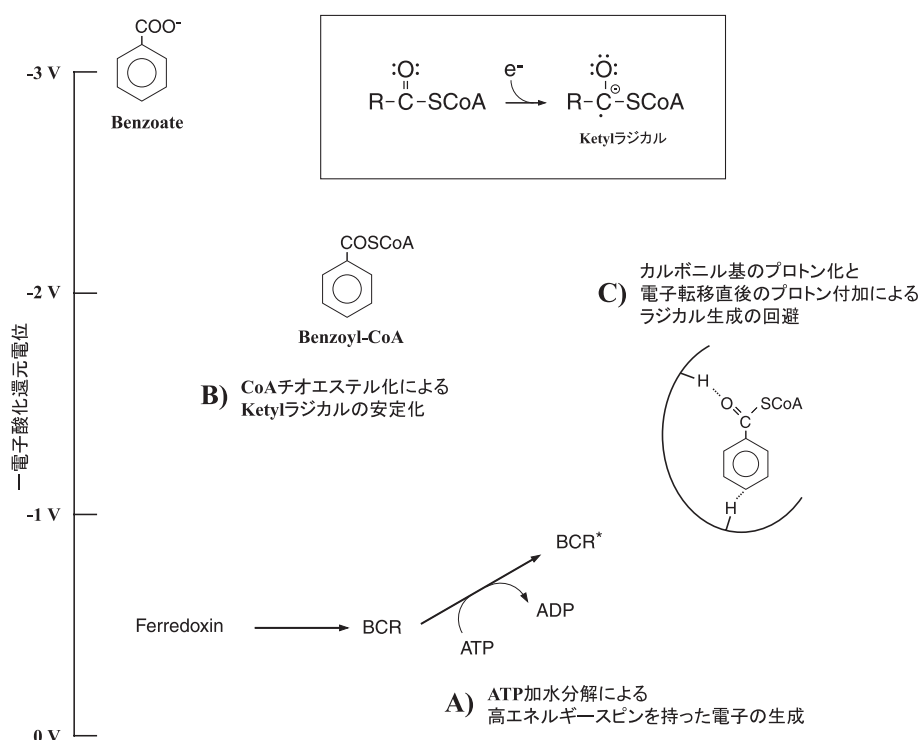 COO⁻
-3 V
Benzoate
:O:
R-C-SCoA
e⁻
:O:
R-C-SCoA
Ketylラジカル
COSCoA
-2 V
Benzoyl-CoA
B) CoAチオエステル化による
Ketylラジカルの安定化
C) カルボニル基のプロトン化と
電子転移直後のプロトン付加による
ラジカル生成の回避
H
O
SCoA
C
H
一電子酸化還元電位
-1 V
BCR*
Ferredoxin
BCR
ADP
ATP
A) ATP加水分解による
高エネルギースピンを持った電子の生成
0 V